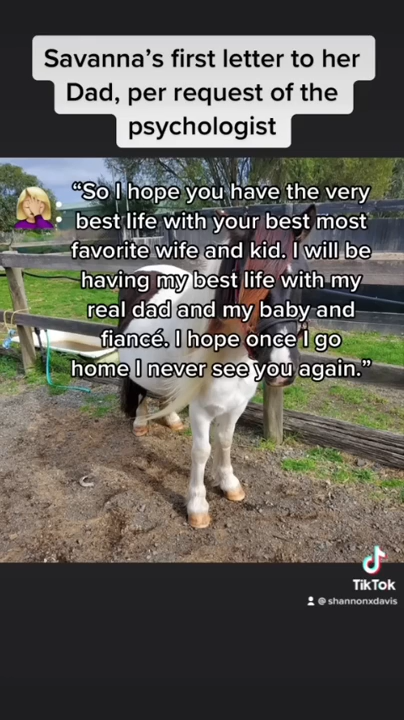 Savanna’s first letter to her
Dad, per request of the
psychologist
“So I hope you have the very
best life with your best most
favorite wife and kid. I will be
having my best life with my
real dad and my baby and
fiancé. I hope once I go
home I never see you again.”
TikTok
@shannonxdavis